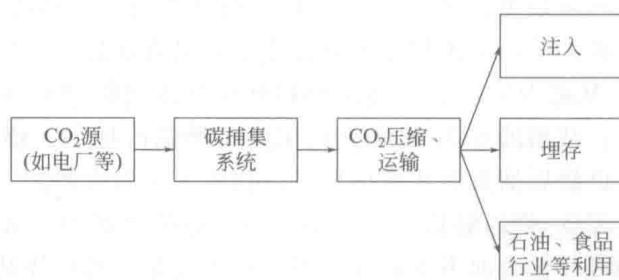 注入
CO₂源
(如电厂等)
碳捕集
系统
CO₂压缩、
运输
埋存
石油、食品
行业等利用